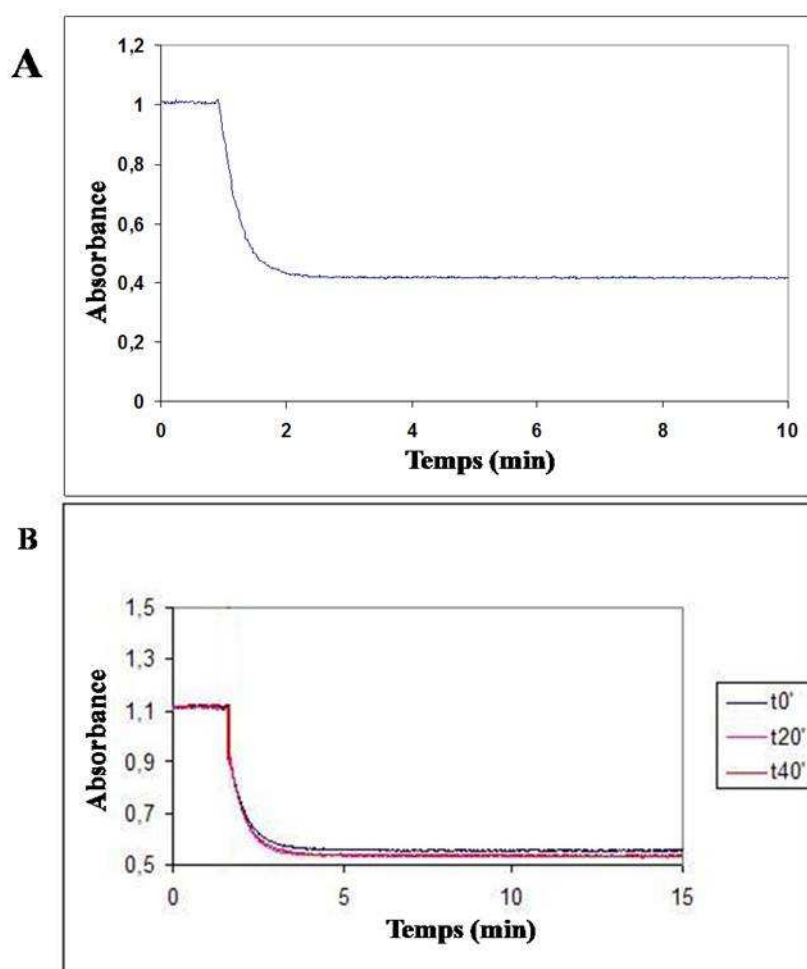 A
1,2
1
0,8
0,6
0,4
0,2
0
Absorbance
0 2 4 6 8 10
Temps (min)
B
1,5
1,3
1,1
0,9
0,7
0,5
Absorbance
0 5 10 15
Temps (min)
t0'
t20'
t40'